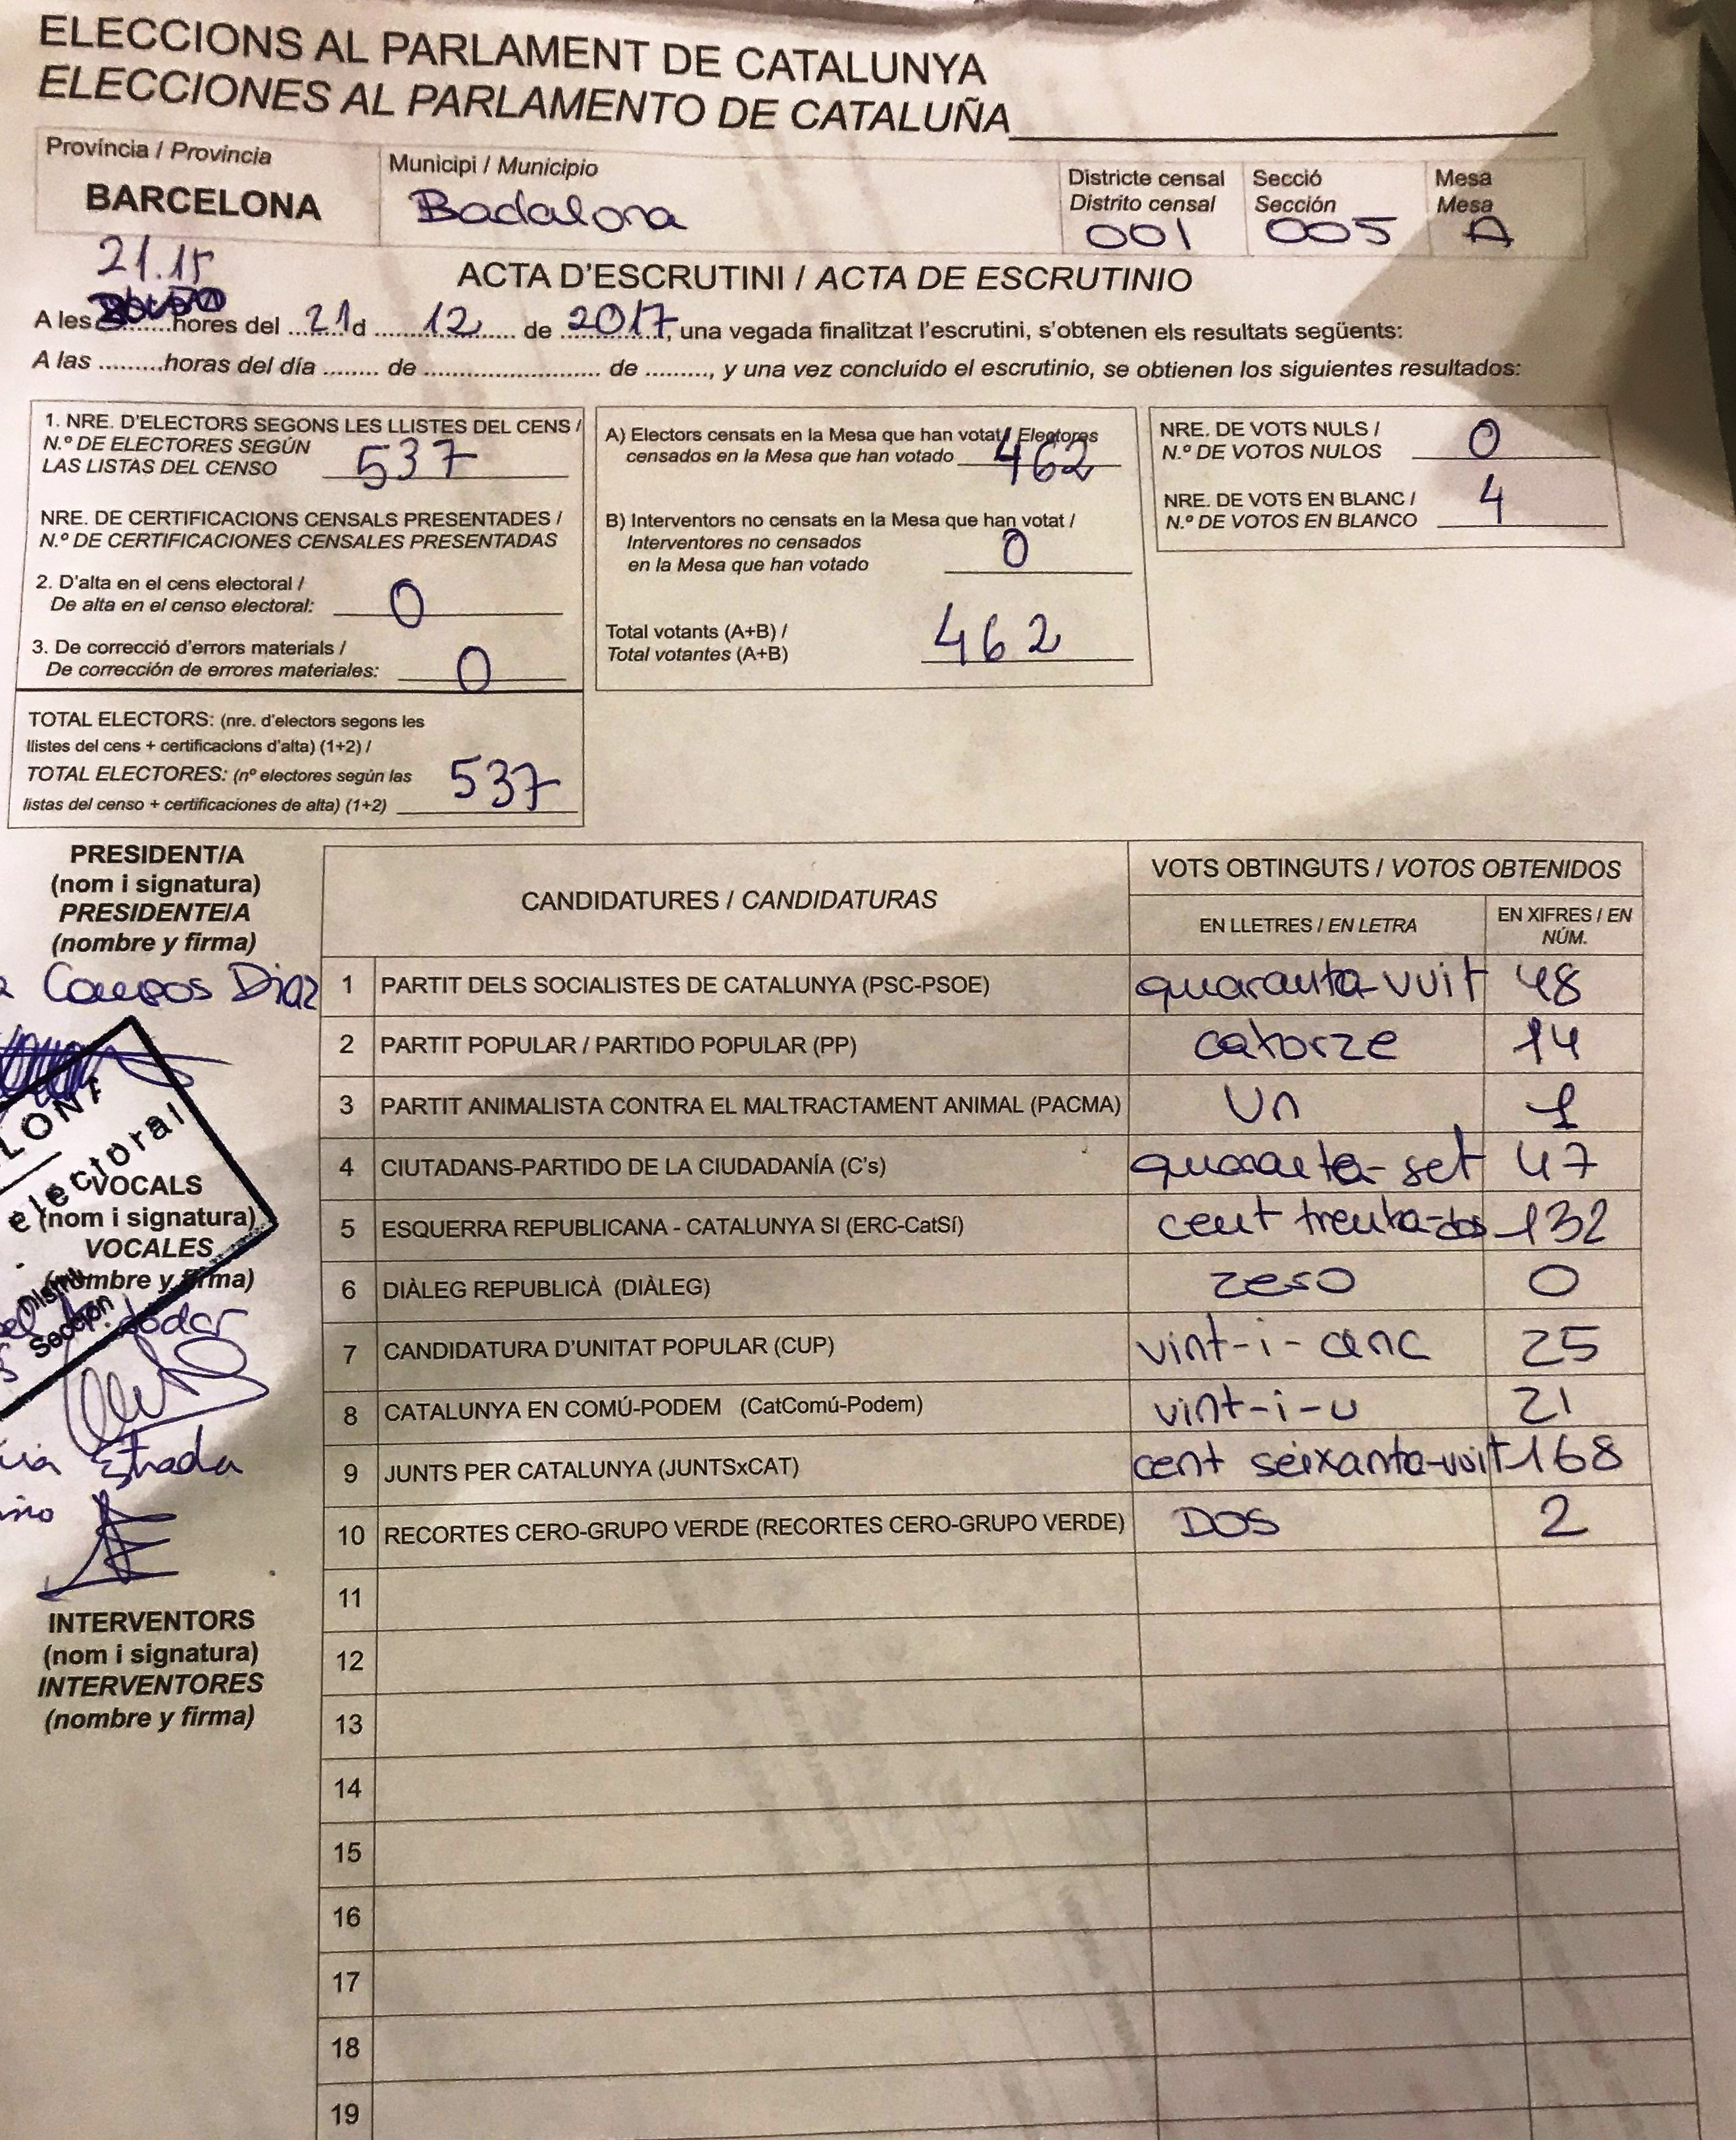 ELECCIONS AL PARLAMENT DE CATALUNYA
ELECCIONES AL PARLAMENTO DE CATALUÑA
Província / Provincia
BARCELONA
Municipi / Municipio
Badalona
Districte censal
Distrito censal
001
Secció
Sección
005
Mesa
Mesa
A
ACTA D'ESCRUTINI / ACTA DE ESCRUTINIO
21.15
A les hores del 21 d 12 de 2017, una vegada finalitzat l'escrutini, s'obtenen els resultats següents:
A las horas del día de de , y una vez concluido el escrutinio, se obtienen los siguientes resultados:
1. NRE. D'ELECTORS SEGONS LES LLISTES DEL CENS /
N.º DE ELECTORES SEGÚN
LAS LISTAS DEL CENSO 537
NRE. DE CERTIFICACIONS CENSALS PRESENTADES /
N.º DE CERTIFICACIONES CENSALES PRESENTADAS
2. D'alta en el cens electoral /
De alta en el censo electoral: 0
3. De correcció d'errors materials /
De corrección de errores materiales: 0
TOTAL ELECTORS: (nre. d'electors segons les
llistes del cens + certificacions d'alta) (1+2) /
TOTAL ELECTORES: (nº electores según las
listas del censo + certificaciones de alta) (1+2) 537
A) Electors censats en la Mesa que han votat / Electores
censados en la Mesa que han votado 462
B) Interventors no censats en la Mesa que han votat /
Interventores no censados
en la Mesa que han votado 0
Total votants (A+B) /
Total votantes (A+B) 462
NRE. DE VOTS NULS /
N.º DE VOTOS NULOS 0
NRE. DE VOTS EN BLANC /
N.º DE VOTOS EN BLANCO 4
CANDIDATURES / CANDIDATURAS
VOTS OBTINGUTS / VOTOS OBTENIDOS
EN LLETRES / EN LETRA
EN XIFRES / EN NÚM.
1 PARTIT DELS SOCIALISTES DE CATALUNYA (PSC-PSOE) quaranta-vuit 48
2 PARTIT POPULAR / PARTIDO POPULAR (PP) catorze 14
3 PARTIT ANIMALISTA CONTRA EL MALTRACTAMENT ANIMAL (PACMA) Un 1
4 CIUTADANS-PARTIDO DE LA CIUDADANÍA (C's) 47
5 ESQUERRA REPUBLICANA - CATALUNYA SI (ERC-CatSí) cent trenta-dos 132
6 DIÀLEG REPUBLICÀ (DIÀLEG) zero 0
7 CANDIDATURA D'UNITAT POPULAR (CUP) vint-i-cinc 25
8 CATALUNYA EN COMÚ-PODEM (CatComú-Podem) vint-i-u 21
9 JUNTS PER CATALUNYA (JUNTSxCAT) cent seixanta-vuit 168
10 RECORTES CERO-GRUPO VERDE (RECORTES CERO-GRUPO VERDE) DOS 2
11
12
13
14
15
16
17
18
19
PRESIDENT/A
(nom i signatura)
PRESIDENTE/A
(nombre y firma)
Diaz
VOCALS
(nom i signatura)
VOCALES
(nombre y firma)
electoral
Sección
Estrada
INTERVENTORS
(nom i signatura)
INTERVENTORES
(nombre y firma)